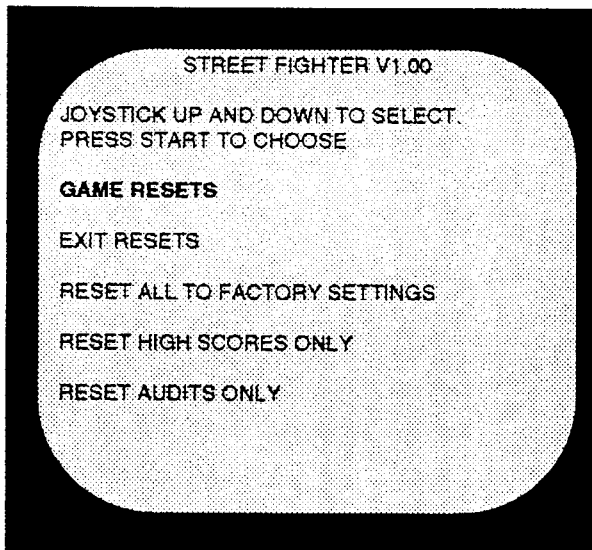 STREET FIGHTER V1.00
JOYSTICK UP AND DOWN TO SELECT.
PRESS START TO CHOOSE
GAME RESETS
EXIT RESETS
RESET ALL TO FACTORY SETTINGS
RESET HIGH SCORES ONLY
RESET AUDITS ONLY